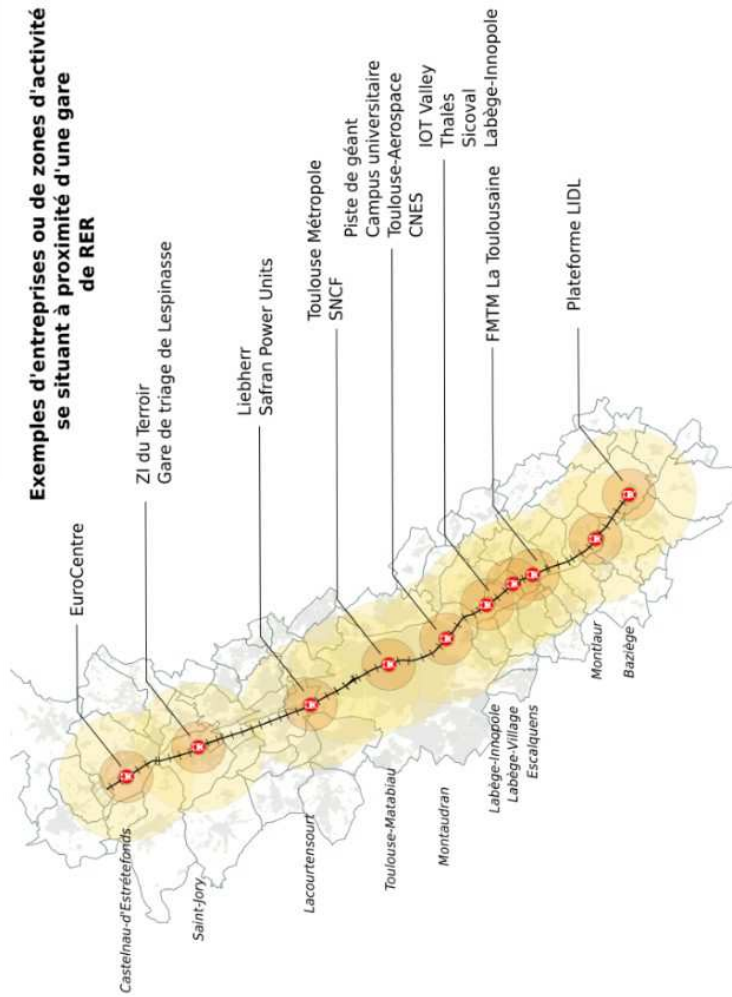 Exemples d'entreprises ou de zones d'activité
se situant à proximité d'une gare
de RER
EuroCentre
ZI du Terroir
Gare de triage de Lespinasse
Liebherr
Safran Power Units
Toulouse Métropole
SNCF
Piste de géant
Campus universitaire
Toulouse-Aerospace
CNES
IOT Valley
Thalès
Sicoval
Labège-Innopole
FMTM La Toulousaine
Plateforme LIDL
Castelnau-d'Estrétefonds
Saint-Jory
Lacourtensourt
Toulouse-Matabiau
Montaudran
Labège-Innopole
Labège-Village
Escalquens
Montlaur
Baziège